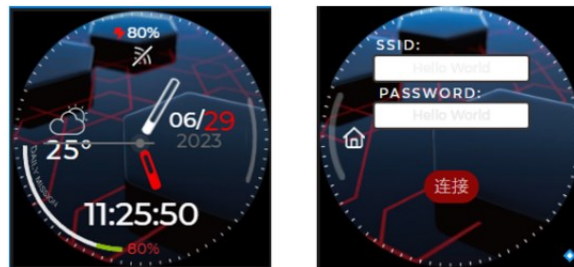 80%
06/29
2023
25°
DAILY MISSION
11:25:50
80%
SSID:
Hello World
PASSWORD:
Hello World
连接